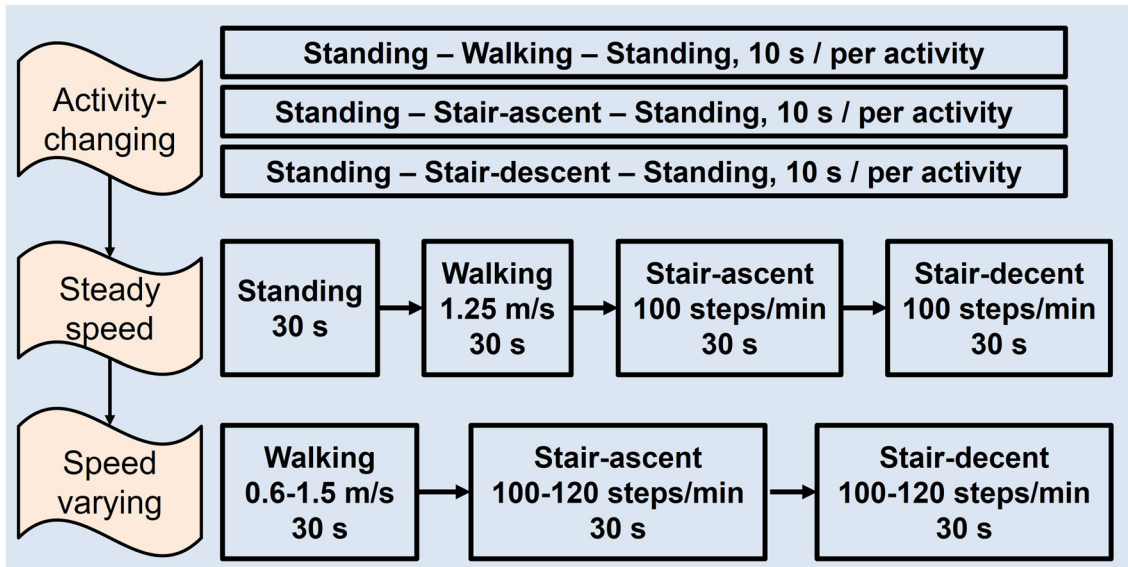 Activity-
changing
Standing – Walking – Standing, 10 s / per activity
Standing – Stair-ascent – Standing, 10 s / per activity
Standing – Stair-descent – Standing, 10 s / per activity
Steady
speed
Standing
30 s
Walking
1.25 m/s
30 s
Stair-ascent
100 steps/min
30 s
Stair-decent
100 steps/min
30 s
Speed
varying
Walking
0.6-1.5 m/s
30 s
Stair-ascent
100-120 steps/min
30 s
Stair-decent
100-120 steps/min
30 s